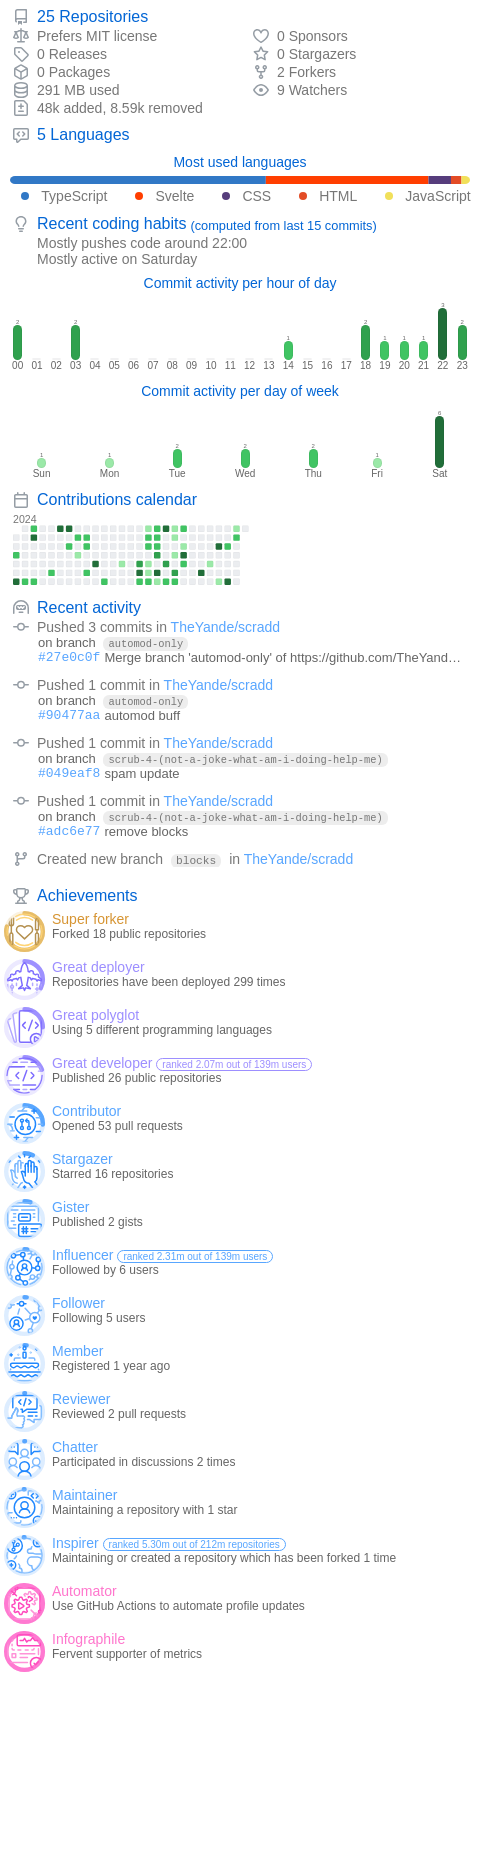 25 Repositories
Prefers MIT license
0 Sponsors
0 Releases
0 Stargazers
0 Packages
2 Forkers
291 MB used
9 Watchers
48k added, 8.59k removed
5 Languages
Most used languages
TypeScript Svelte CSS HTML JavaScript
Recent coding habits (computed from last 15 commits)
Mostly pushes code around 22:00
Mostly active on Saturday
Commit activity per hour of day
2 2 1 2 1 1 1 3 2
00 01 02 03 04 05 06 07 08 09 10 11 12 13 14 15 16 17 18 19 20 21 22 23
Commit activity per day of week
1 1 2 2 2 1 6
Sun Mon Tue Wed Thu Fri Sat
Contributions calendar
2024
Recent activity
Pushed 3 commits in TheYande/scradd
on branch automod-only
#27e0c0f Merge branch 'automod-only' of https://github.com/TheYand…
Pushed 1 commit in TheYande/scradd
on branch automod-only
#90477aa automod buff
Pushed 1 commit in TheYande/scradd
on branch scrub-4-(not-a-joke-what-am-i-doing-help-me)
#049eaf8 spam update
Pushed 1 commit in TheYande/scradd
on branch scrub-4-(not-a-joke-what-am-i-doing-help-me)
#adc6e77 remove blocks
Created new branch blocks in TheYande/scradd
Achievements
Super forker
Forked 18 public repositories
Great deployer
Repositories have been deployed 299 times
Great polyglot
Using 5 different programming languages
Great developer ranked 2.07m out of 139m users
Published 26 public repositories
Contributor
Opened 53 pull requests
Stargazer
Starred 16 repositories
Gister
Published 2 gists
Influencer ranked 2.31m out of 139m users
Followed by 6 users
Follower
Following 5 users
Member
Registered 1 year ago
Reviewer
Reviewed 2 pull requests
Chatter
Participated in discussions 2 times
Maintainer
Maintaining a repository with 1 star
Inspirer ranked 5.30m out of 212m repositories
Maintaining or created a repository which has been forked 1 time
Automator
Use GitHub Actions to automate profile updates
Infographile
Fervent supporter of metrics